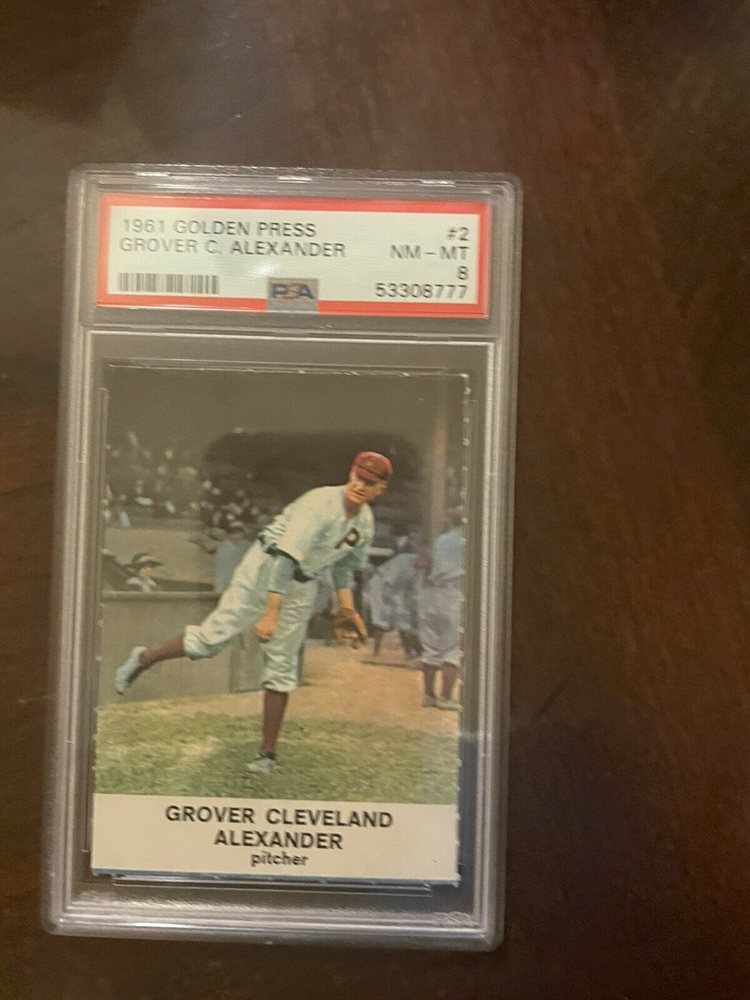 1961 GOLDEN PRESS #2
GROVER C. ALEXANDER NM - MT
8
PSA 53308777
P
GROVER CLEVELAND
ALEXANDER
pitcher